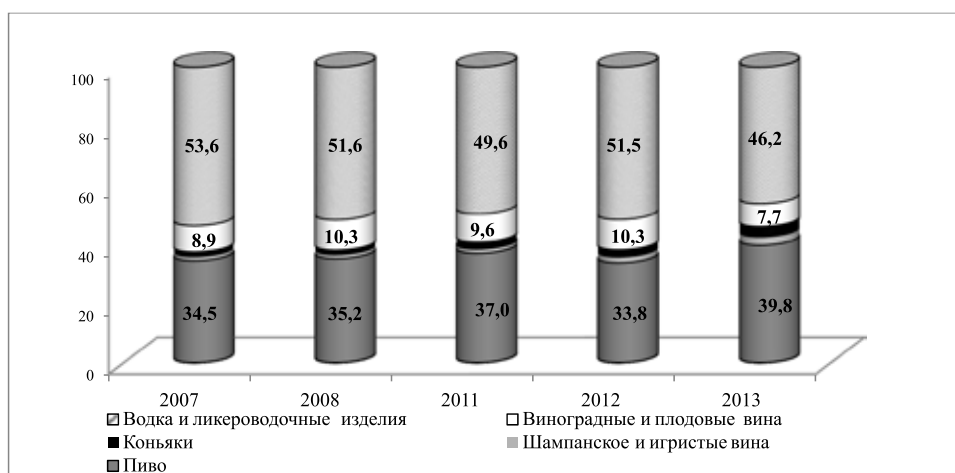 100
80
60
40
20
0
53,6 51,6 49,6 51,5 46,2
8,9 10,3 9,6 10,3 7,7
34,5 35,2 37,0 33,8 39,8
2007 2008 2011 2012 2013
Водка и ликероводочные изделия Виноградные и плодовые вина
Коньяки Шампанское и игристые вина
Пиво